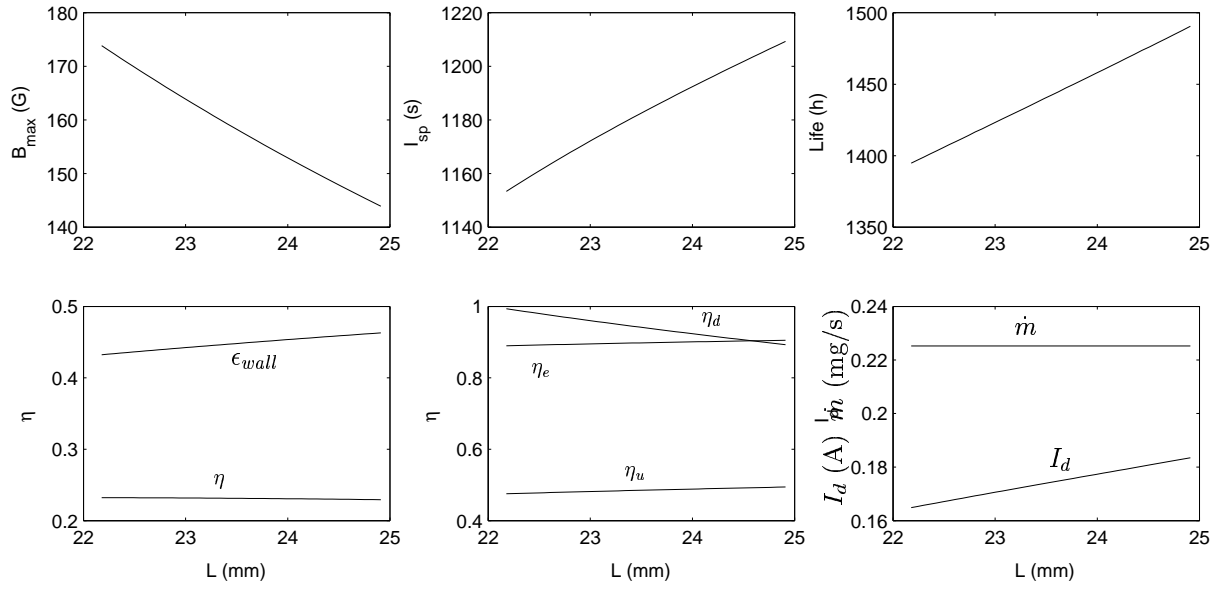 180
170
160
150
140
22 23 24 25
B_max (G)
1220
1200
1180
1160
1140
22 23 24 25
I_sp (s)
1500
1450
1400
1350
22 23 24 25
Life (h)
0.5
0.4
0.3
0.2
22 23 24 25
η
L (mm)
ϵ_wall
η
1
0.8
0.6
0.4
22 23 24 25
η
L (mm)
η_d
η_e
η_u
0.24
0.22
0.2
0.18
0.16
22 23 24 25
I_d (A) ṁ (mg/s)
L (mm)
ṁ
I_d